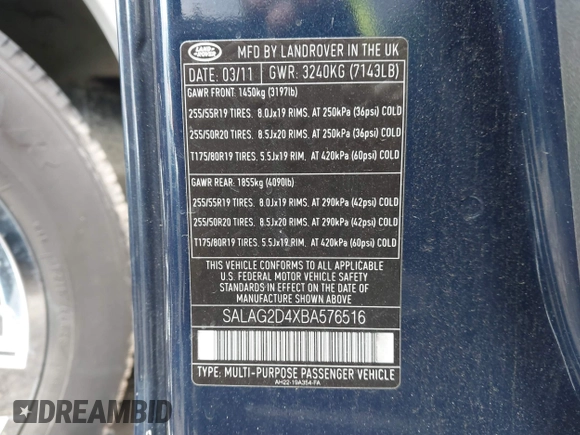 LAND
ROVER
MFD BY LANDROVER IN THE UK
DATE: 03/11 GWR: 3240KG (7143LB)
GAWR FRONT: 1450kg (3197lb)
255/55R19 TIRES. 8.0Jx19 RIMS. AT 250kPa (36psi) COLD
255/50R20 TIRES. 8.5Jx20 RIMS. AT 250kPa (36psi) COLD
T175/80R19 TIRES. 5.5Jx19 RIM. AT 420kPa (60psi) COLD
GAWR REAR: 1855kg (4090lb)
255/55R19 TIRES. 8.0Jx19 RIMS. AT 290kPa (42psi) COLD
255/50R20 TIRES. 8.5Jx20 RIMS. AT 290kPa (42psi) COLD
T175/80R19 TIRES. 5.5Jx19 RIM. AT 420kPa (60psi) COLD
THIS VEHICLE CONFORMS TO ALL APPLICABLE
U.S. FEDERAL MOTOR VEHICLE SAFETY
STANDARDS IN EFFECT ON THE DATE OF
MANUFACTURE SHOWN ABOVE
SALAG2D4XBA576516
TYPE: MULTI-PURPOSE PASSENGER VEHICLE
AH22-19A354-FA
DREAMBID